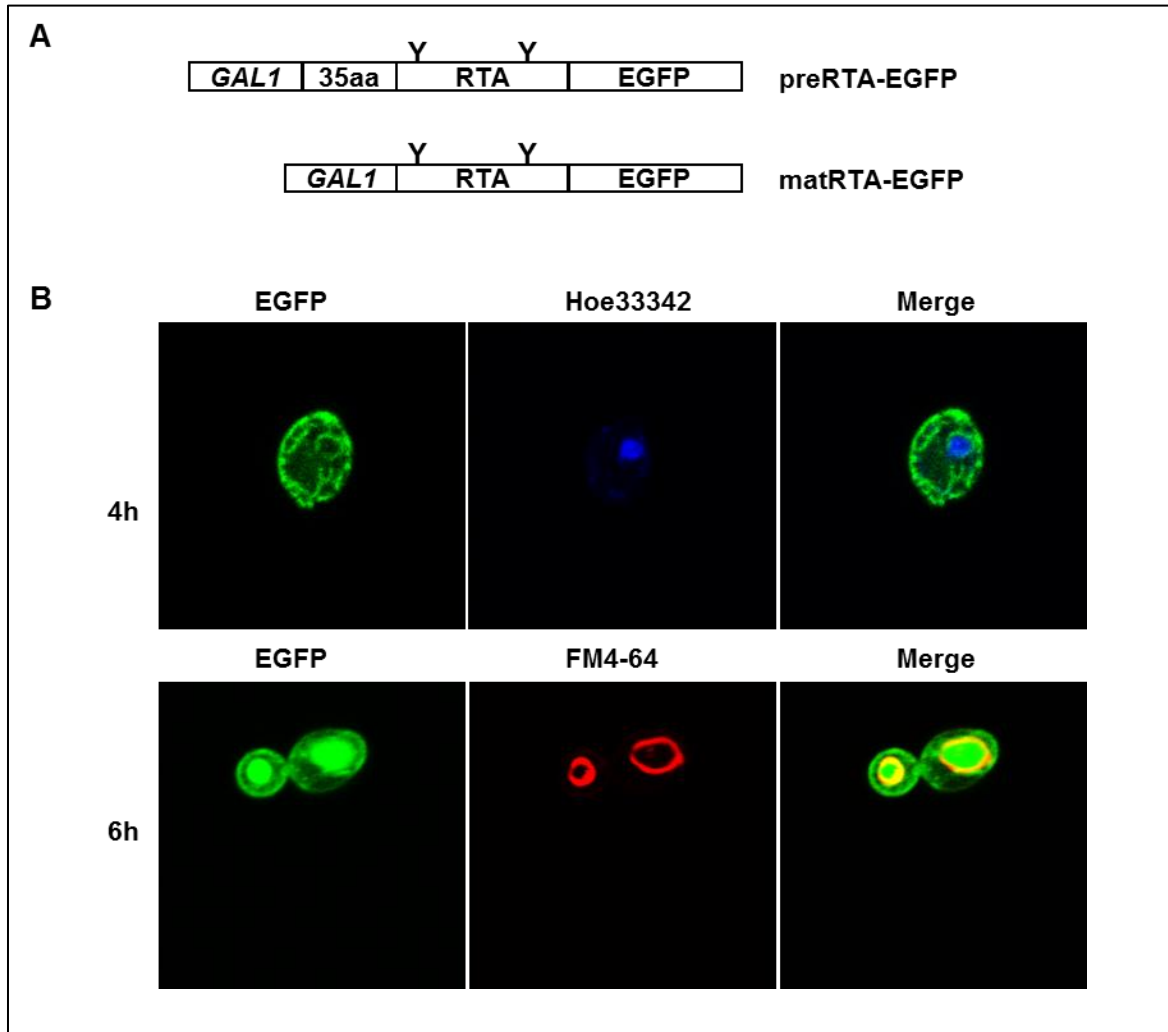 A
Y Y
GAL1 35aa RTA EGFP preRTA-EGFP
Y Y
GAL1 RTA EGFP matRTA-EGFP
B
EGFP Hoe33342 Merge
4h
EGFP FM4-64 Merge
6h